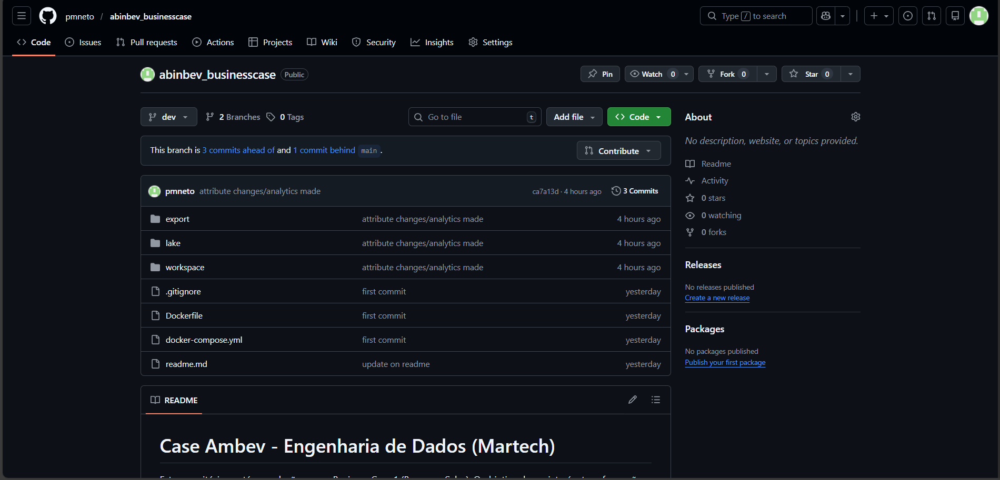 pmneto / abinbev_businesscase
Type / to search
Code Issues Pull requests Actions Projects Wiki Security Insights Settings
abinbev_businesscase Public
Pin Watch 0 Fork 0 Star 0
dev 2 Branches 0 Tags
Go to file t Add file Code
This branch is 3 commits ahead of and 1 commit behind main.
Contribute
pmneto attribute changes/analytics made ca7a13d · 4 hours ago 3 Commits
export attribute changes/analytics made 4 hours ago
lake attribute changes/analytics made 4 hours ago
workspace attribute changes/analytics made 4 hours ago
.gitignore first commit yesterday
Dockerfile first commit yesterday
docker-compose.yml first commit yesterday
readme.md update on readme yesterday
README
Case Ambev - Engenharia de Dados (Martech)
About
No description, website, or topics provided.
Readme
Activity
0 stars
0 watching
0 forks
Releases
No releases published
Create a new release
Packages
No packages published
Publish your first package